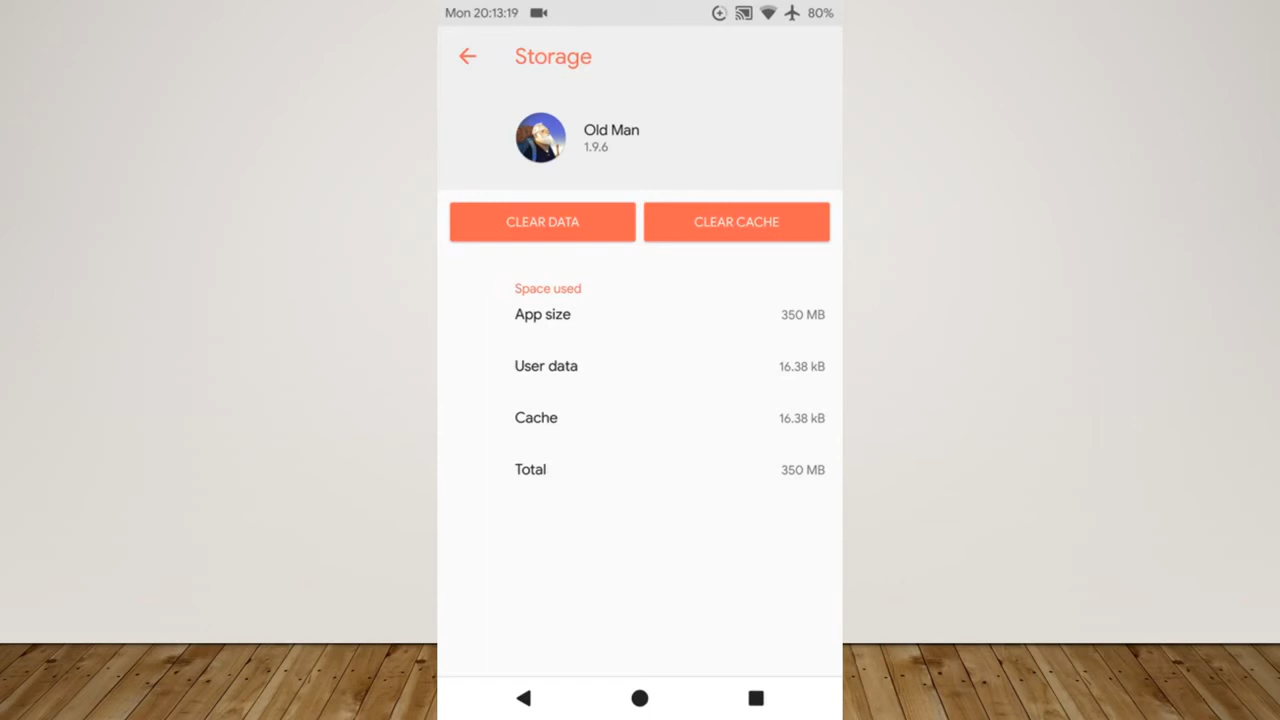 Mon 20:13:19
80%
Storage
Old Man
1.9.6
CLEAR DATA
CLEAR CACHE
Space used
App size 350 MB
User data 16.38 kB
Cache 16.38 kB
Total 350 MB